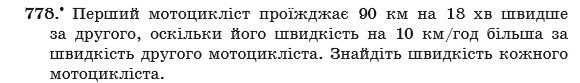 778.• Перший мотоцикліст проїжджає 90 км на 18 хв швидше
за другого, оскільки його швидкість на 10 км/год більша за
швидкість другого мотоцикліста. Знайдіть швидкість кожного
мотоцикліста.